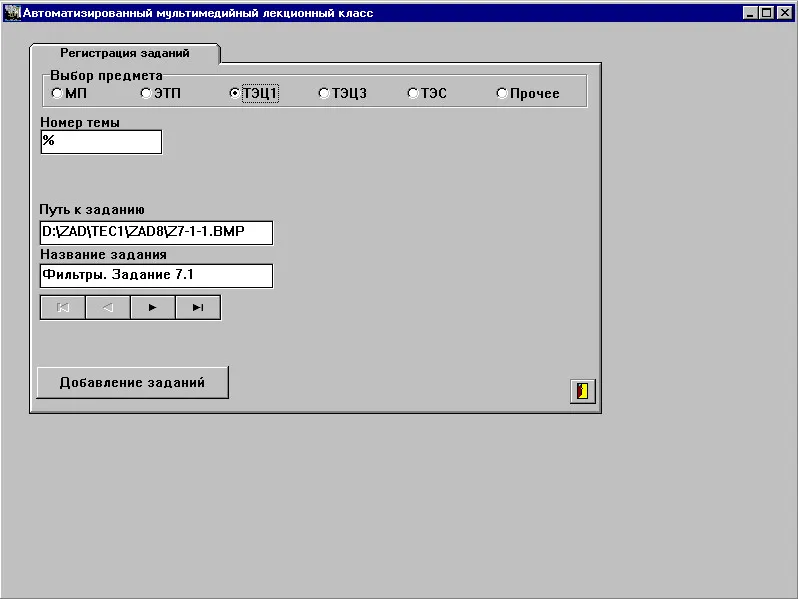 Автоматизированный мультимедийный лекционный класс
Регистрация заданий
Выбор предмета
МП ЭТП ТЭЦ1 ТЭЦ3 ТЭС Прочее
Номер темы
%
Путь к заданию
D:\ZAD\TEC1\ZAD8\Z7-1-1.BMP
Название задания
Фильтры. Задание 7.1
Добавление заданий